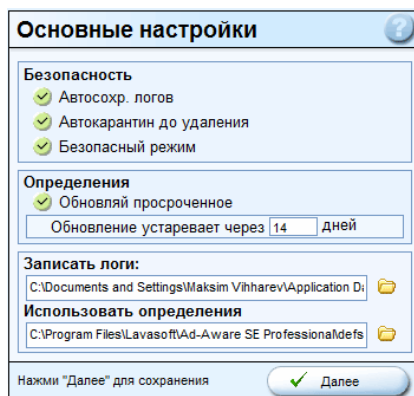 Основные настройки
?
Безопасность
Автосохр. логов
Автокарантин до удаления
Безопасный режим
Определения
Обновляй просроченное
Обновление устаревает через 14 дней
Записать логи:
C:\Documents and Settings\Maksim Vihharev\Application Da
Использовать определения
C:\Program Files\Lavasoft\Ad-Aware SE Professional\defs
Нажми "Далее" для сохранения
Далее